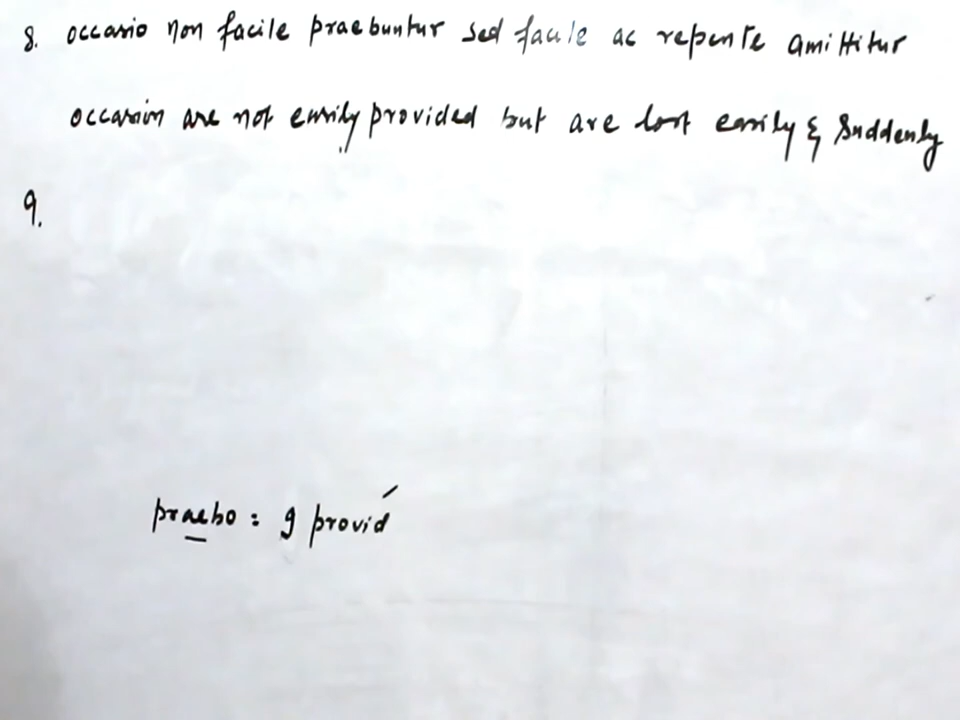 8. occasio non facile praebuntur sed facile ac repente amittitur
occasion are not easily provided but are lost easily & suddenly
9.
praebo = I provid